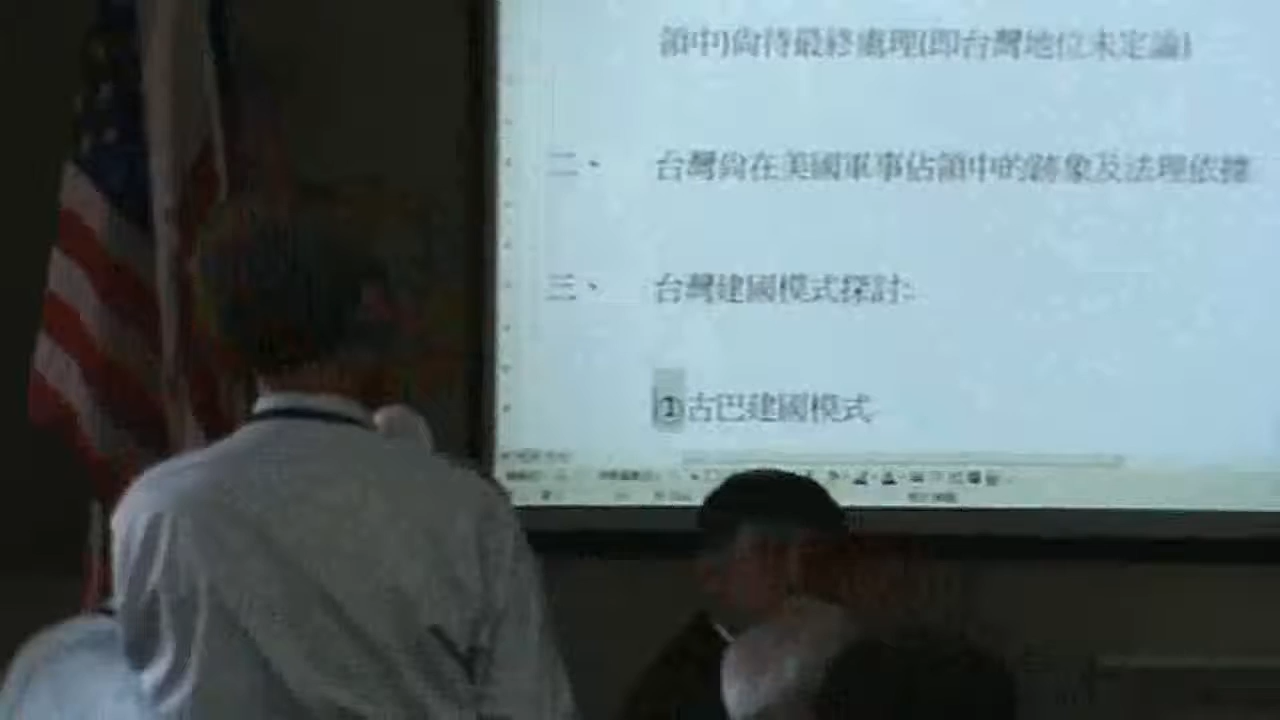 領中)尚待最終處理(即台灣地位未定論)
二、 台灣尚在美國軍事佔領中的跡象及法理依據
三、 台灣建國模式探討:
①古巴建國模式